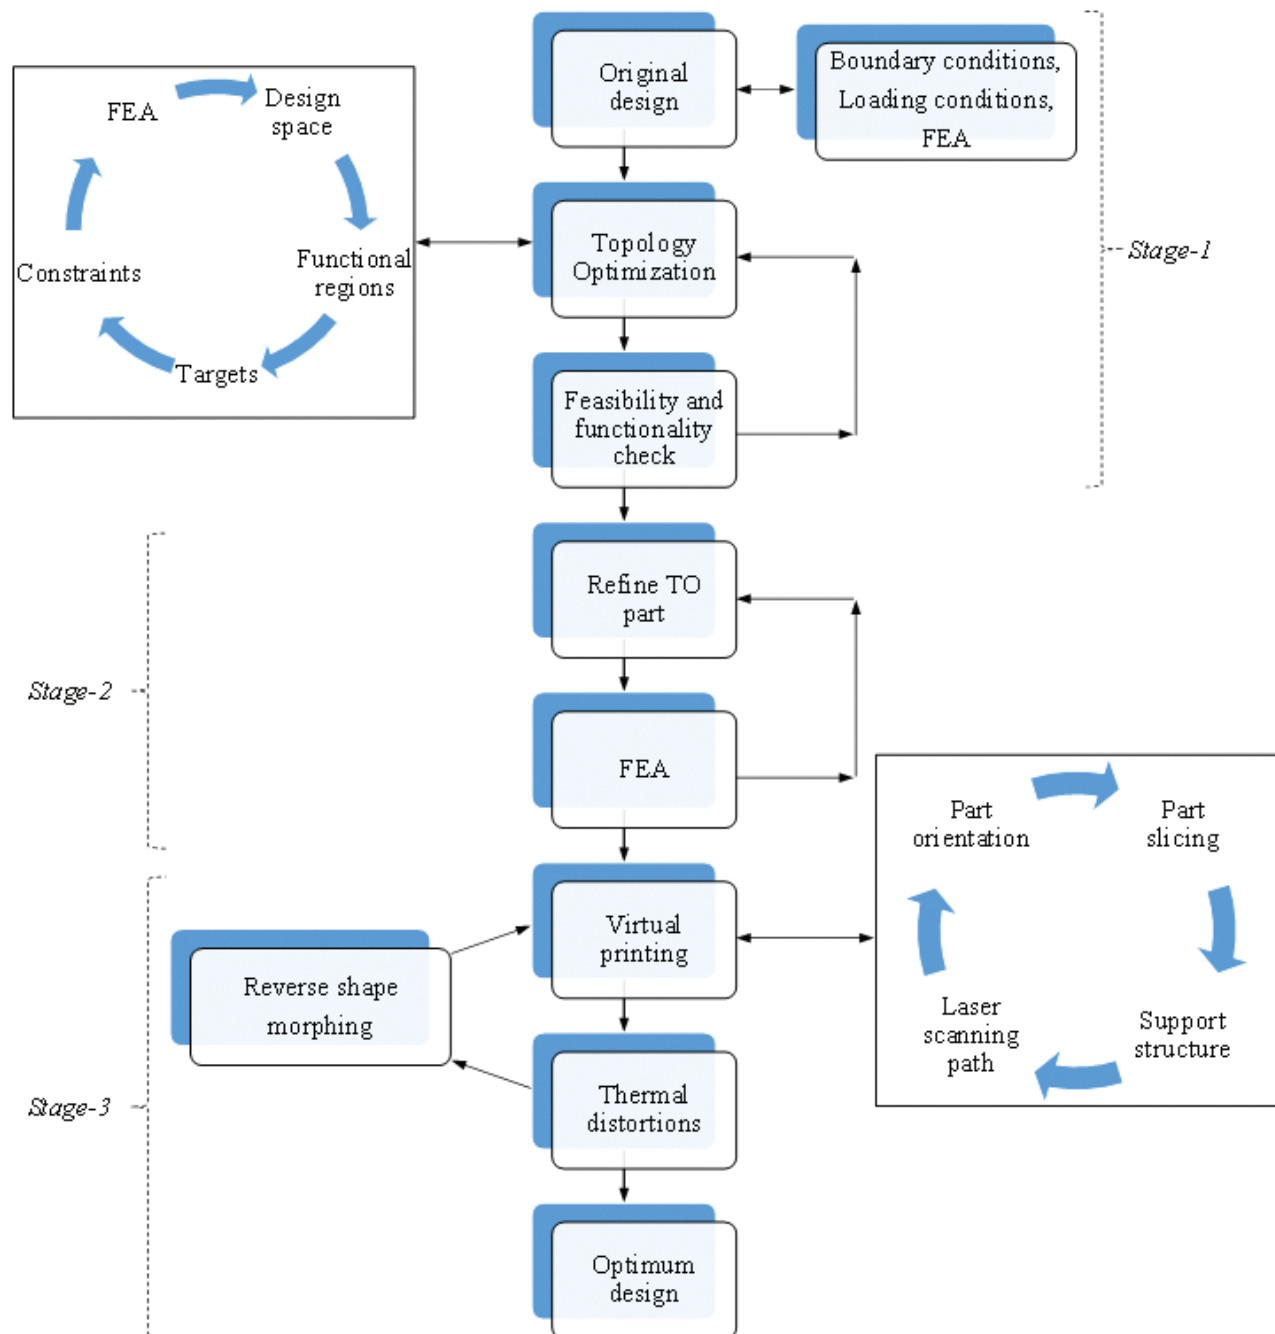 Original
design
Boundary conditions,
Loading conditions,
FEA
FEA
Design
space
Functional
regions
Targets
Constraints
Topology
Optimization
Stage-1
Feasibility and
functionality
check
Refine TO
part
Stage-2
FEA
Part
orientation
Part
slicing
Support
structure
Laser
scanning
path
Virtual
printing
Reverse shape
morphing
Stage-3
Thermal
distortions
Optimum
design